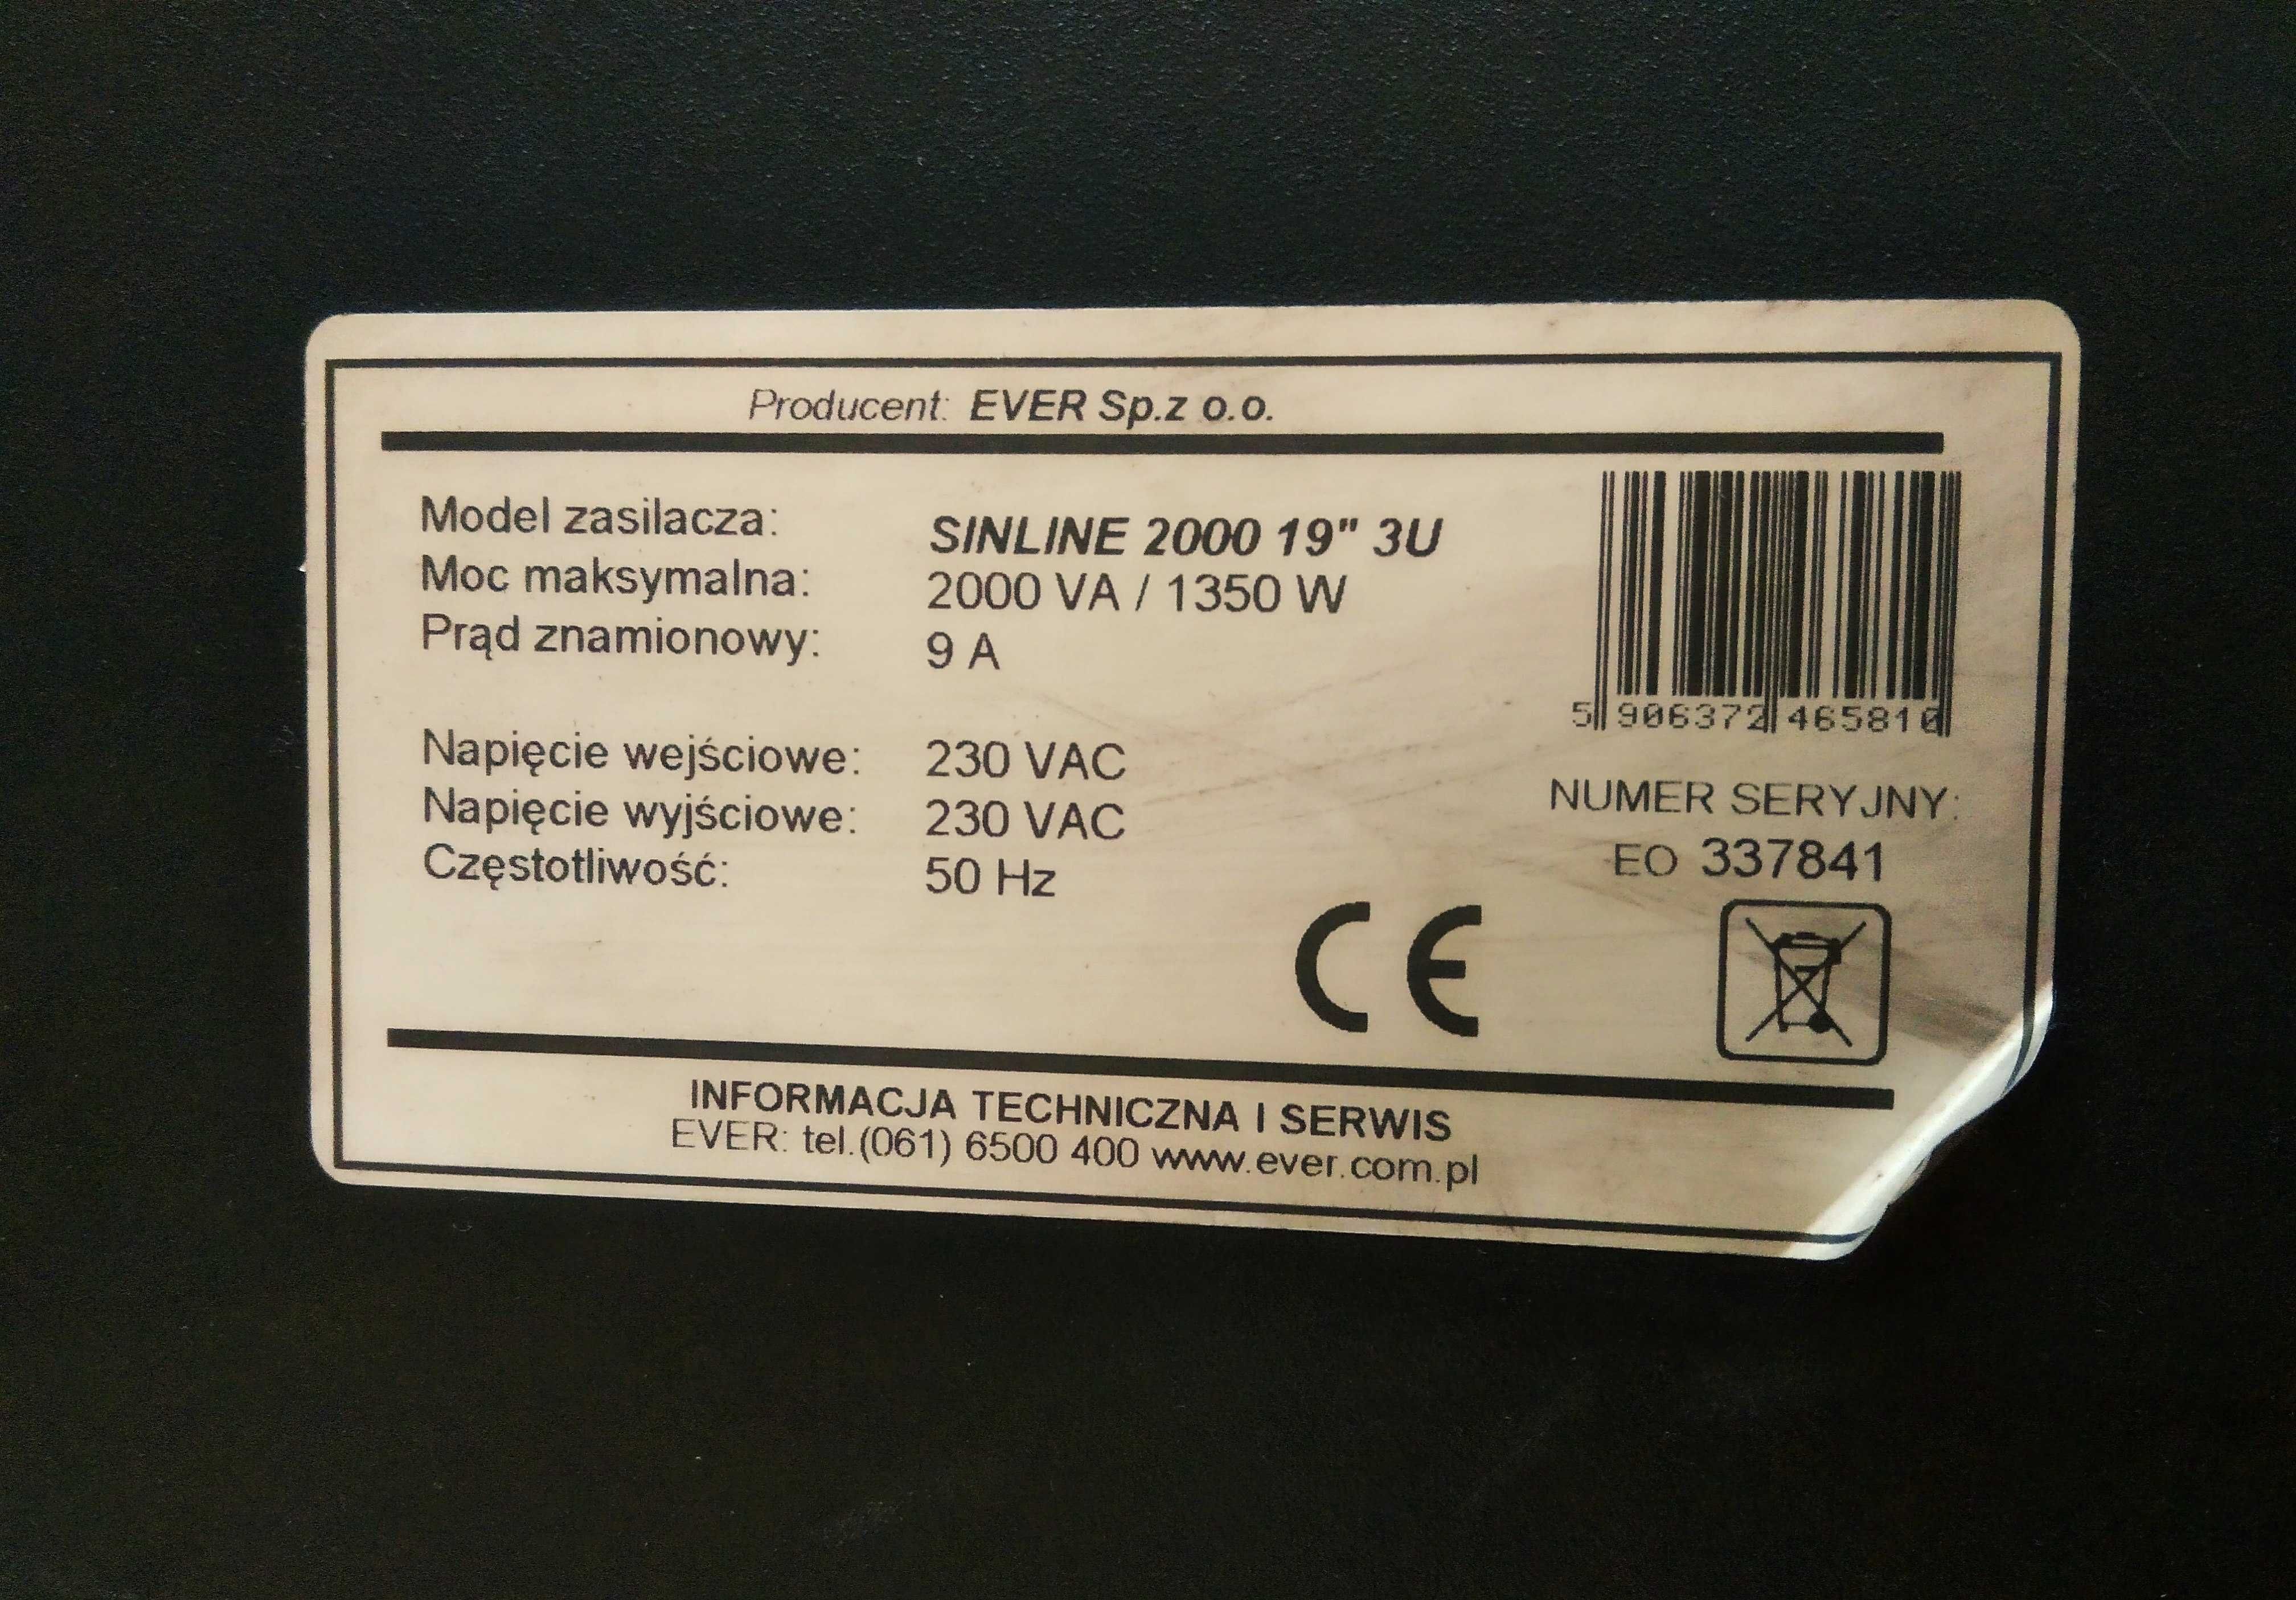 Producent: EVER Sp.z o.o.
Model zasilacza: SINLINE 2000 19" 3U
Moc maksymalna: 2000 VA / 1350 W
Prąd znamionowy: 9 A
Napięcie wejściowe: 230 VAC
Napięcie wyjściowe: 230 VAC
Częstotliwość: 50 Hz
5 906372 465810
NUMER SERYJNY:
EO 337841
CE
INFORMACJA TECHNICZNA I SERWIS
EVER: tel.(061) 6500 400 www.ever.com.pl